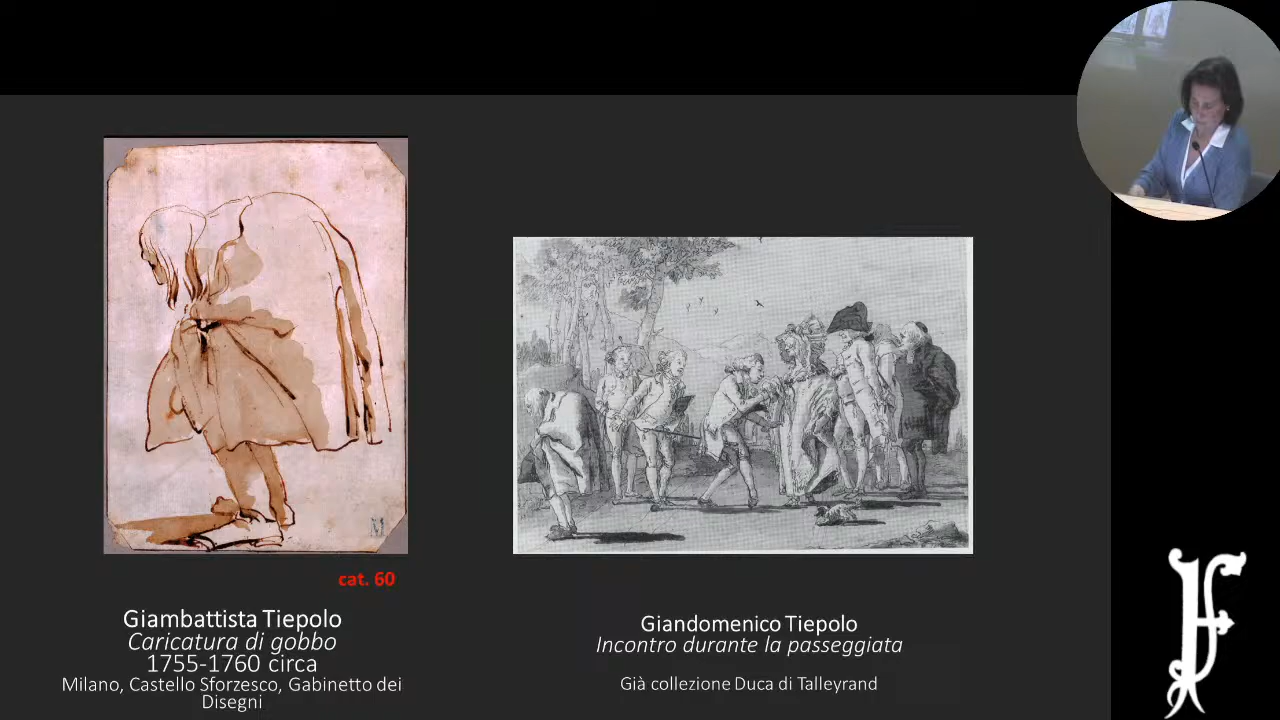 cat. 60
Giambattista Tiepolo
Caricatura di gobbo
1755-1760 circa
Milano, Castello Sforzesco, Gabinetto dei
Disegni
Giandomenico Tiepolo
Incontro durante la passeggiata
Già collezione Duca di Talleyrand